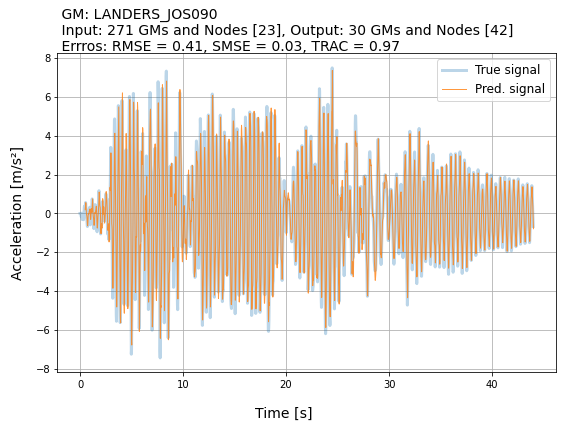 GM: LANDERS_JOS090
Input: 271 GMs and Nodes [23], Output: 30 GMs and Nodes [42]
Errros: RMSE = 0.41, SMSE = 0.03, TRAC = 0.97
True signal
Pred. signal
8
6
4
2
0
−2
−4
−6
−8
Acceleration [m/s²]
0 10 20 30 40
Time [s]